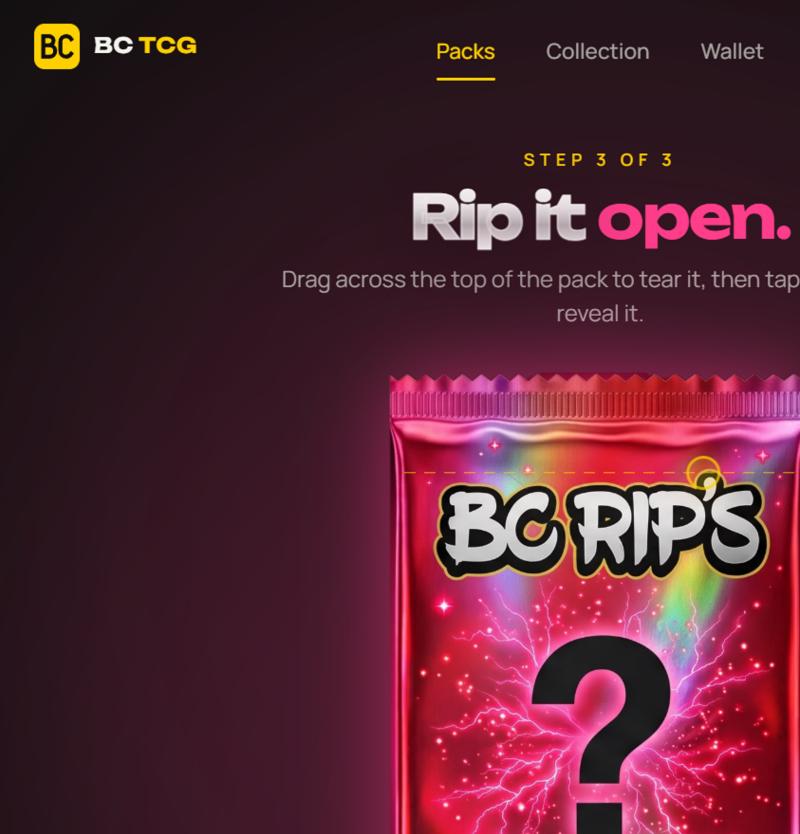 BC
BC TCG
Packs
Collection
Wallet
STEP 3 OF 3
Rip it open.
Drag across the top of the pack to tear it, then tap
reveal it.
BC RIP'S
?